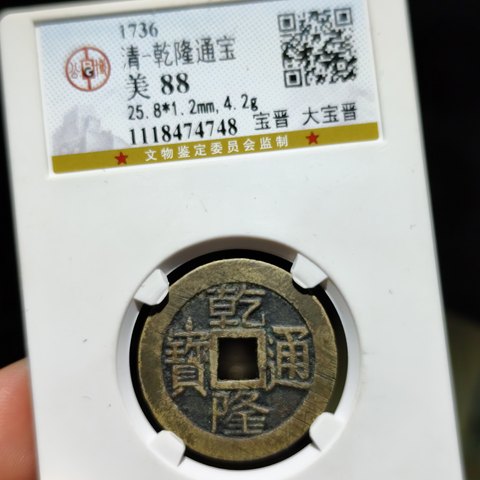 1736
清-乾隆通宝
美 88
25.8*1.2mm,4.2g
1118474748 宝晋 大宝晋
★ 文物鉴定委员会监制 ★
乾隆通寶